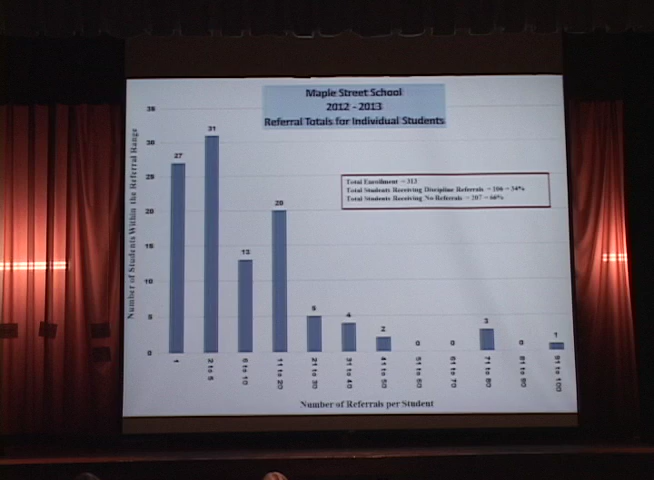 Maple Street School
2012 - 2013
Referral Totals for Individual Students
Number of Students Within the Referral Range
35
30
25
20
15
10
5
0
27
31
13
20
5
4
2
0
0
3
0
1
Total Enrollment = 313
Total Students Receiving Discipline Referrals = 106 = 34%
Total Students Receiving No Referrals = 207 = 66%
1
2 to 5
6 to 10
11 to 20
21 to 30
31 to 40
41 to 50
51 to 60
61 to 70
71 to 80
81 to 90
91 to 100
Number of Referrals per Student